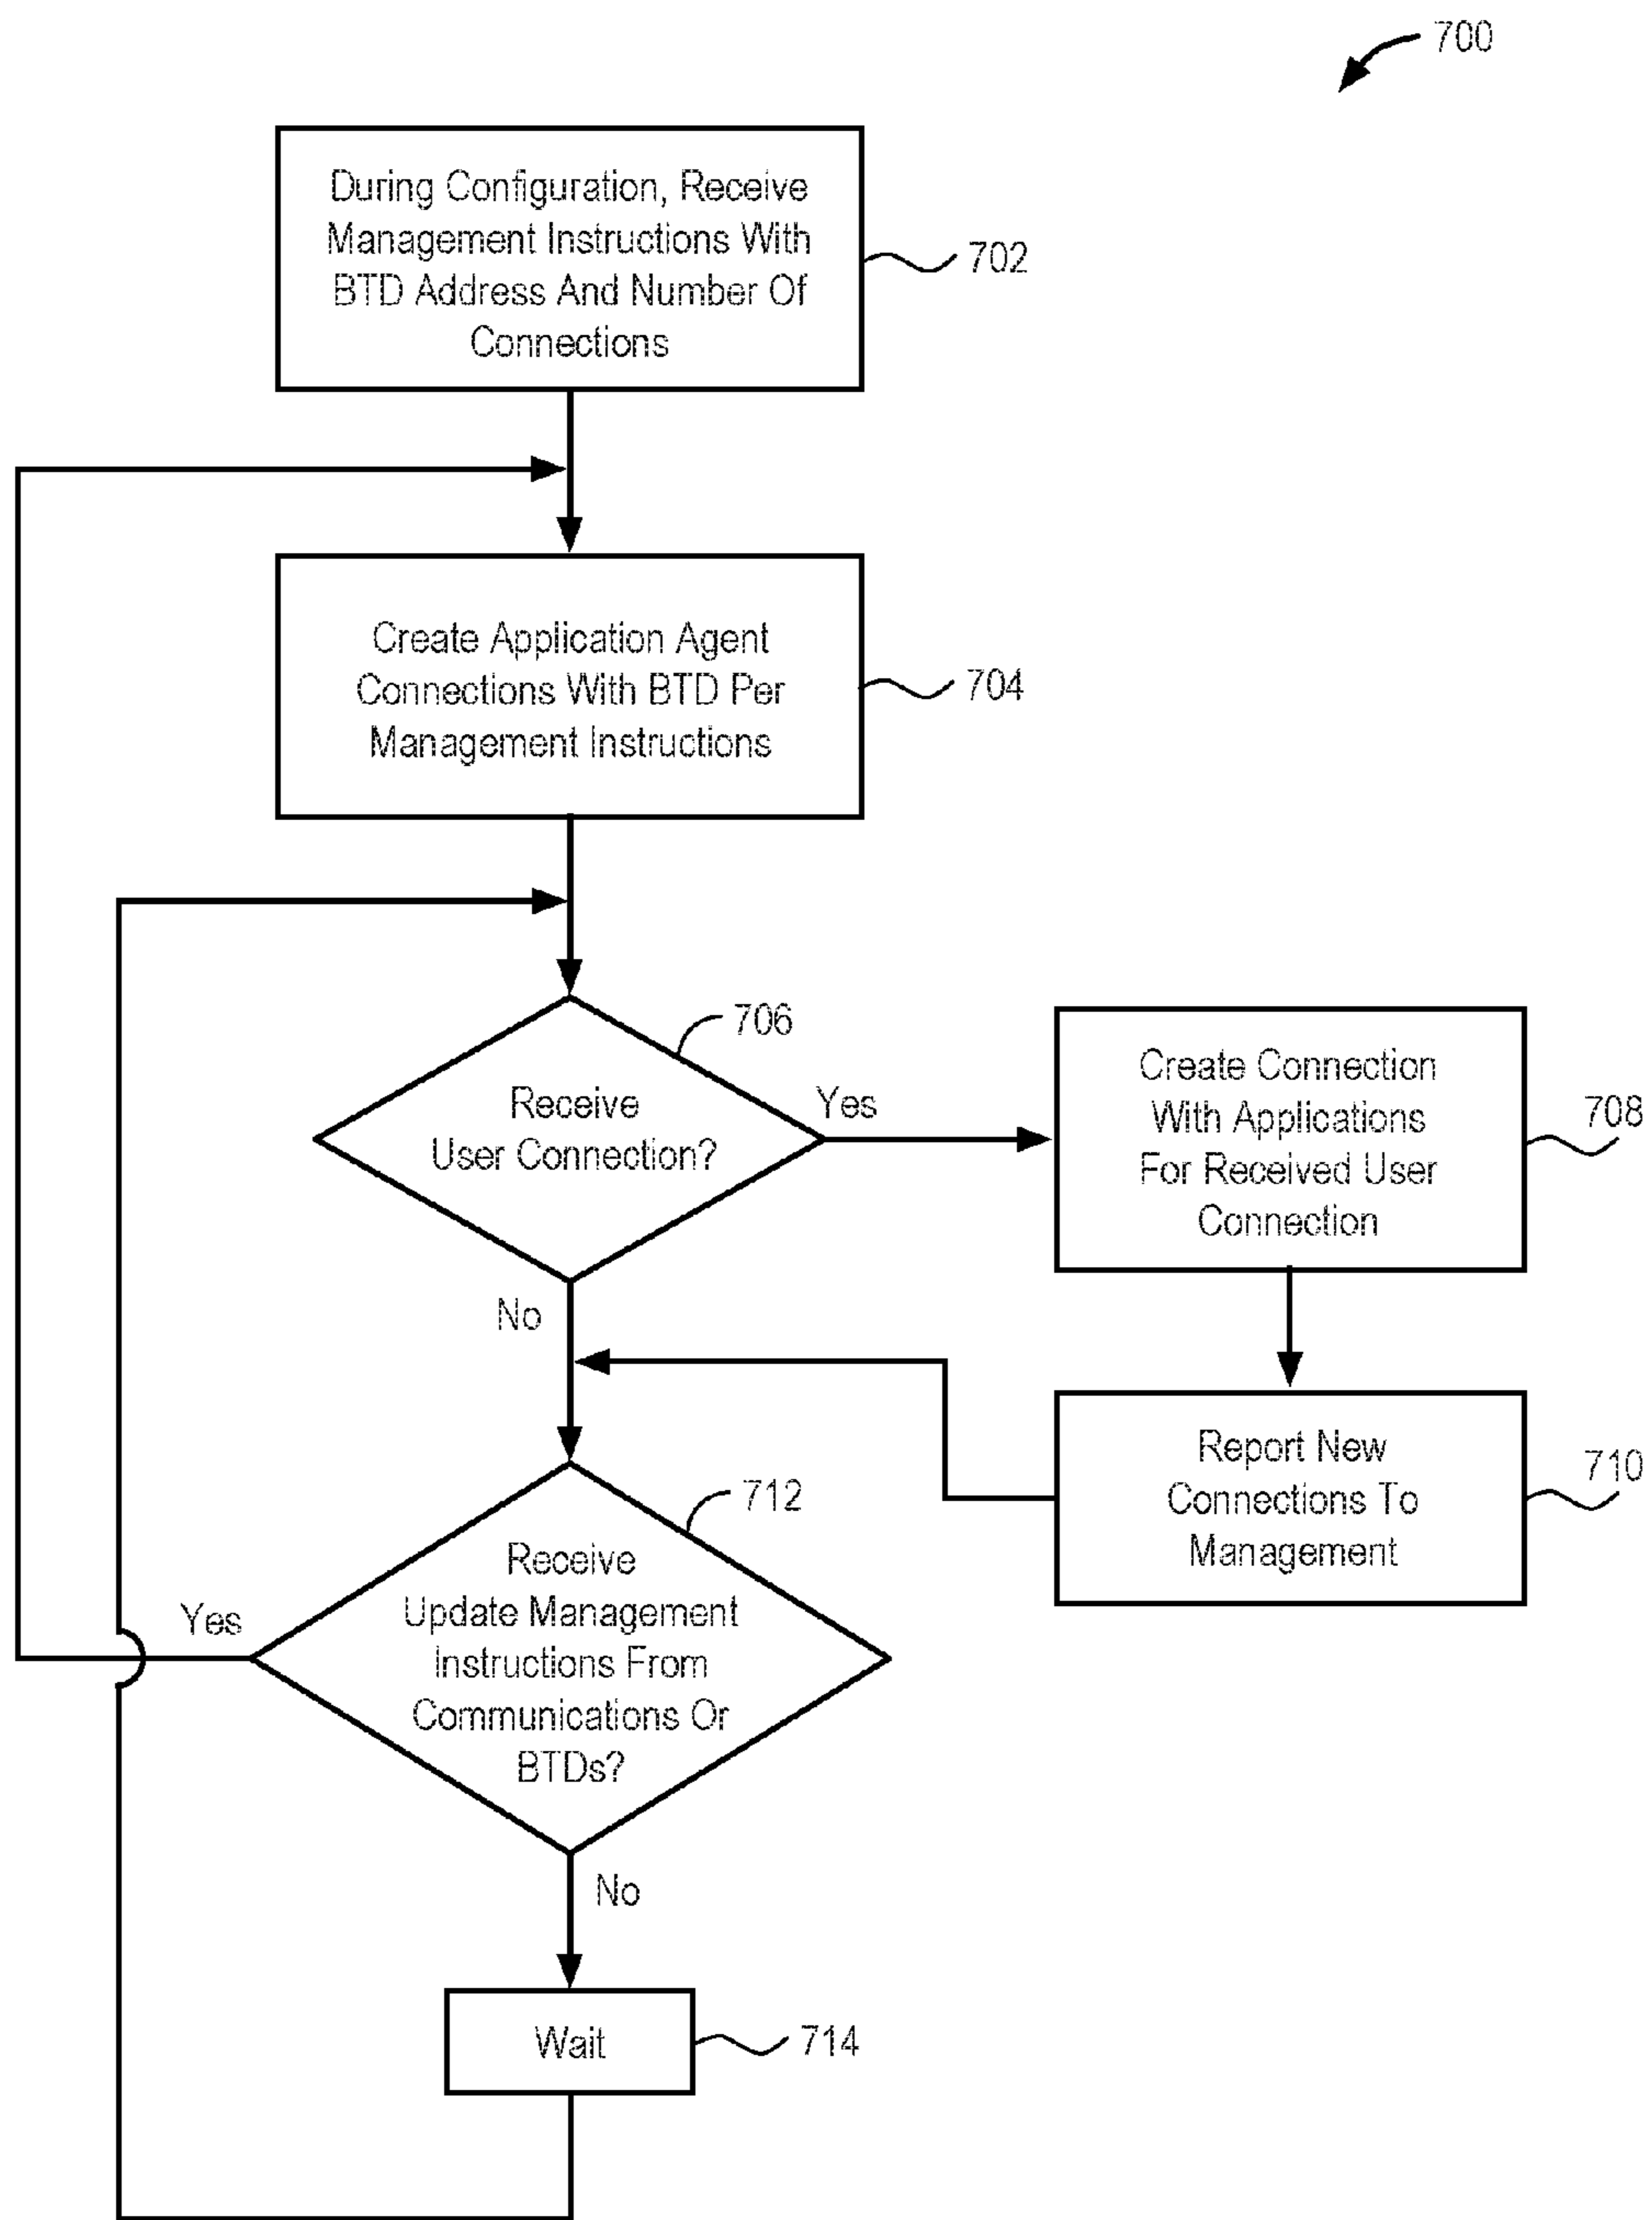 700
During Configuration, Receive
Management Instructions With
BTD Address And Number Of
Connections
702
Create Application Agent
Connections With BTD Per
Management Instructions
704
706
Receive
User Connection?
Yes
No
Create Connection
With Applications
For Received User
Connection
708
Report New
Connections To
Management
710
712
Receive
Update Management
Instructions From
Communications Or
BTDs?
Yes
No
Wait
714